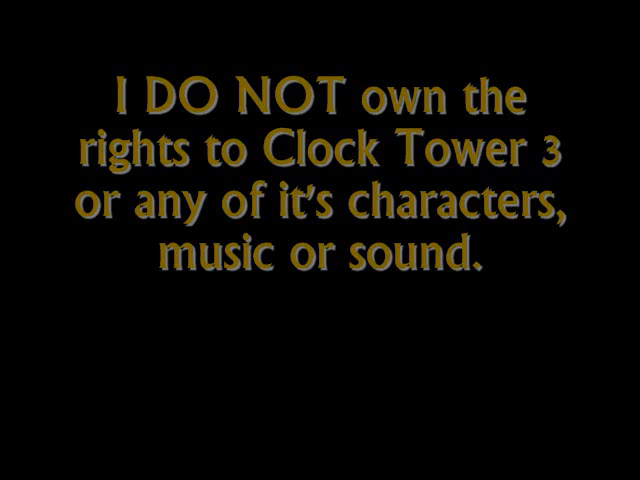 I DO NOT own the
rights to Clock Tower 3
or any of it's characters,
music or sound.